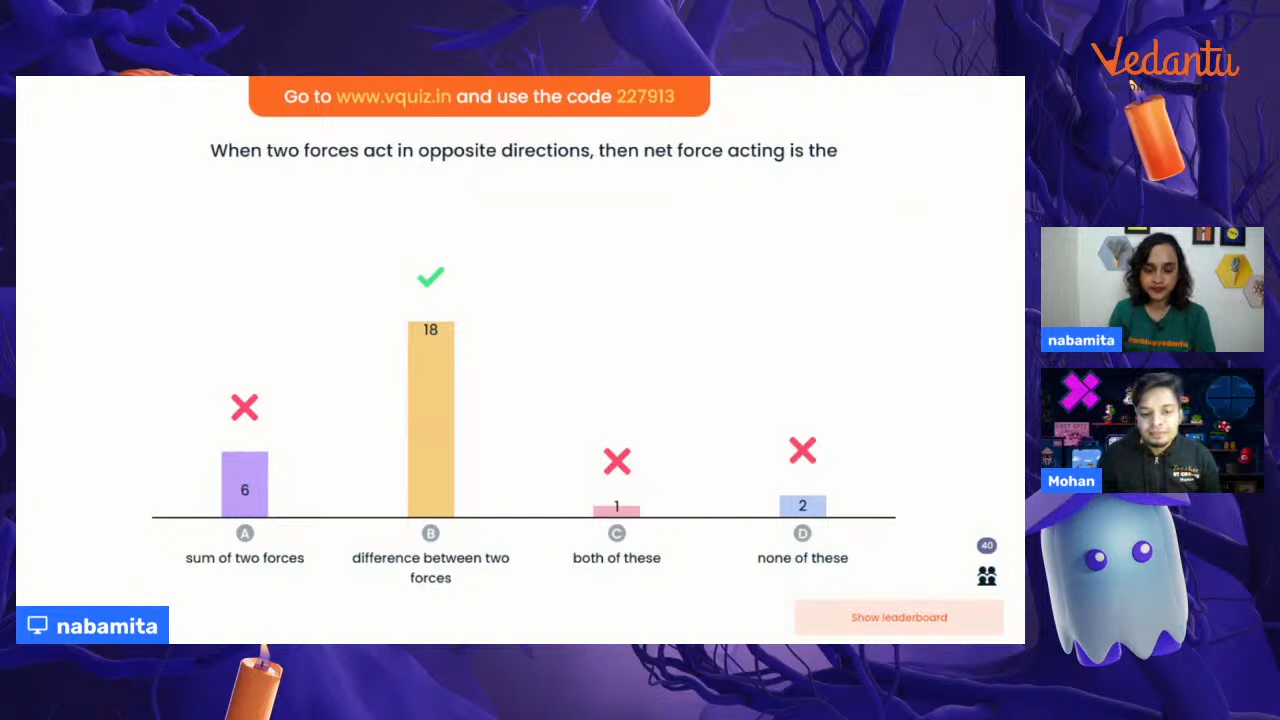 Vedantu
Go to www.vquiz.in and use the code 227913
When two forces act in opposite directions, then net force acting is the
18
6
1
2
A
B
C
D
sum of two forces
difference between two
forces
both of these
none of these
40
Show leaderboard
nabamita
nabamita
Mohan